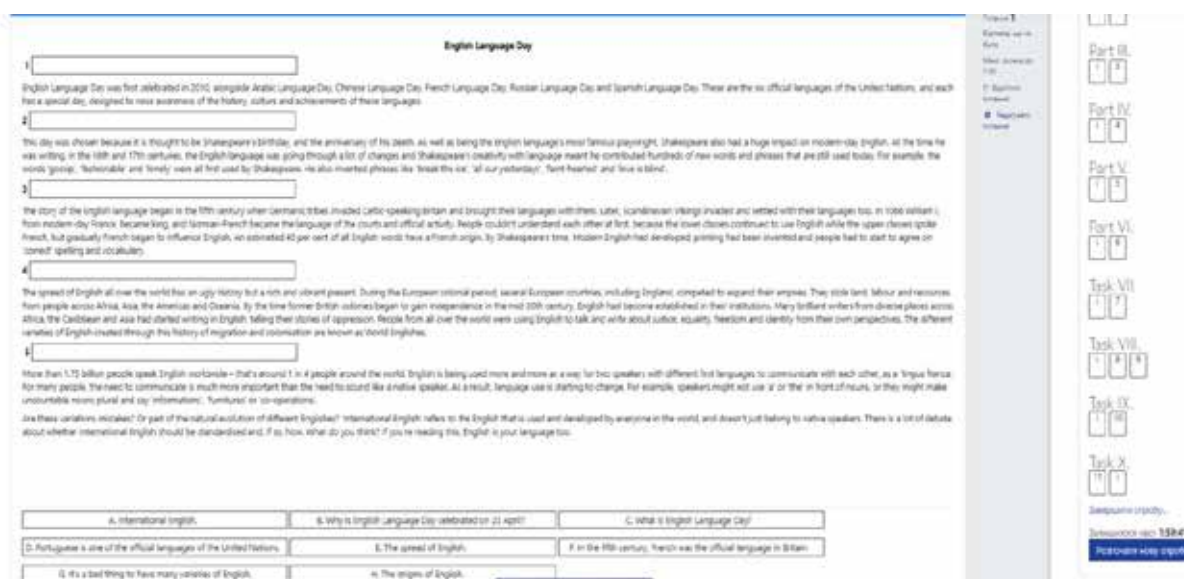 English Language Day
1
English Language Day was first celebrated in 2010, alongside Arabic Language Day, Chinese Language Day, French Language Day, Russian Language Day and Spanish Language Day. These are the six official languages of the United Nations, and each
has a special day, designed to raise awareness of the history, culture and achievements of these languages.
2
This day was chosen because it is thought to be Shakespeare's birthday, and the anniversary of his death. As well as being the English language's most famous playwright, Shakespeare also had a huge impact on modern-day English. At the time he
was writing, in the 16th and 17th centuries, the English language was going through a lot of changes and Shakespeare's creativity with language meant he contributed hundreds of new words and phrases that are still used today. For example, the
words 'gossip', 'fashionable' and 'lonely' were all first used by Shakespeare. He also invented phrases like 'break the ice', 'all our yesterdays', 'faint-hearted' and 'love is blind'.
3
The story of the English language began in the fifth century when Germanic tribes invaded Celtic-speaking Britain and brought their languages with them. Later, Scandinavian Vikings invaded and settled with their languages too. In 1066 William I,
from modern-day France, became king, and Norman-French became the language of the courts and official activity. People couldn't understand each other at first, because the lower classes continued to use English while the upper classes spoke
French, but gradually French began to influence English. An estimated 45 per cent of all English words have a French origin. By Shakespeare's time, Modern English had developed, printing had been invented and people had to start to agree on
'correct' spelling and vocabulary.
4
The spread of English all over the world has an ugly history but a rich and vibrant present. During the European colonial period, several European countries, including England, competed to expand their empires. They stole land, labour and resources
from people across Africa, Asia, the Americas and Oceania. By the time former British colonies began to gain independence in the mid 20th century, English had become established in their institutions. Many brilliant writers from diverse places across
Africa, the Caribbean and Asia had started writing in English, telling their stories of oppression. People from all over the world were using English to talk and write about justice, equality, freedom and identity from their own perspectives. The different
varieties of English created through this history of migration and colonisation are known as World Englishes.
5
More than 1.75 billion people speak English worldwide – that's around 1 in 4 people around the world. English is being used more and more as a way for two speakers with different first languages to communicate with each other, as a 'lingua franca'.
For many people, the need to communicate is much more important than the need to sound like a native speaker. As a result, language use is starting to change. For example, speakers might not use 'a' or 'the' in front of nouns, or they might make
uncountable nouns plural and say 'informations', 'furnitures' or 'co-operations'.
Are these variations mistakes? Or part of the natural evolution of different Englishes? 'International English' refers to the English that is used and developed by everyone in the world, and doesn't just belong to native speakers. There is a lot of debate
about whether International English should be standardised and, if so, how. What do you think? If you're reading this, English is your language too.
A. International English.
B. Why is English Language Day celebrated on 23 April?
C. What is English Language Day?
D. Portuguese is one of the official languages of the United Nations.
E. The spread of English.
F. In the fifth century, French was the official language in Britain.
G. It's a bad thing to have many varieties of English.
H. The origins of English.
Part III.
Part IV.
Part V.
Part VI.
Task VII
Task VIII.
Task IX.
Task X.